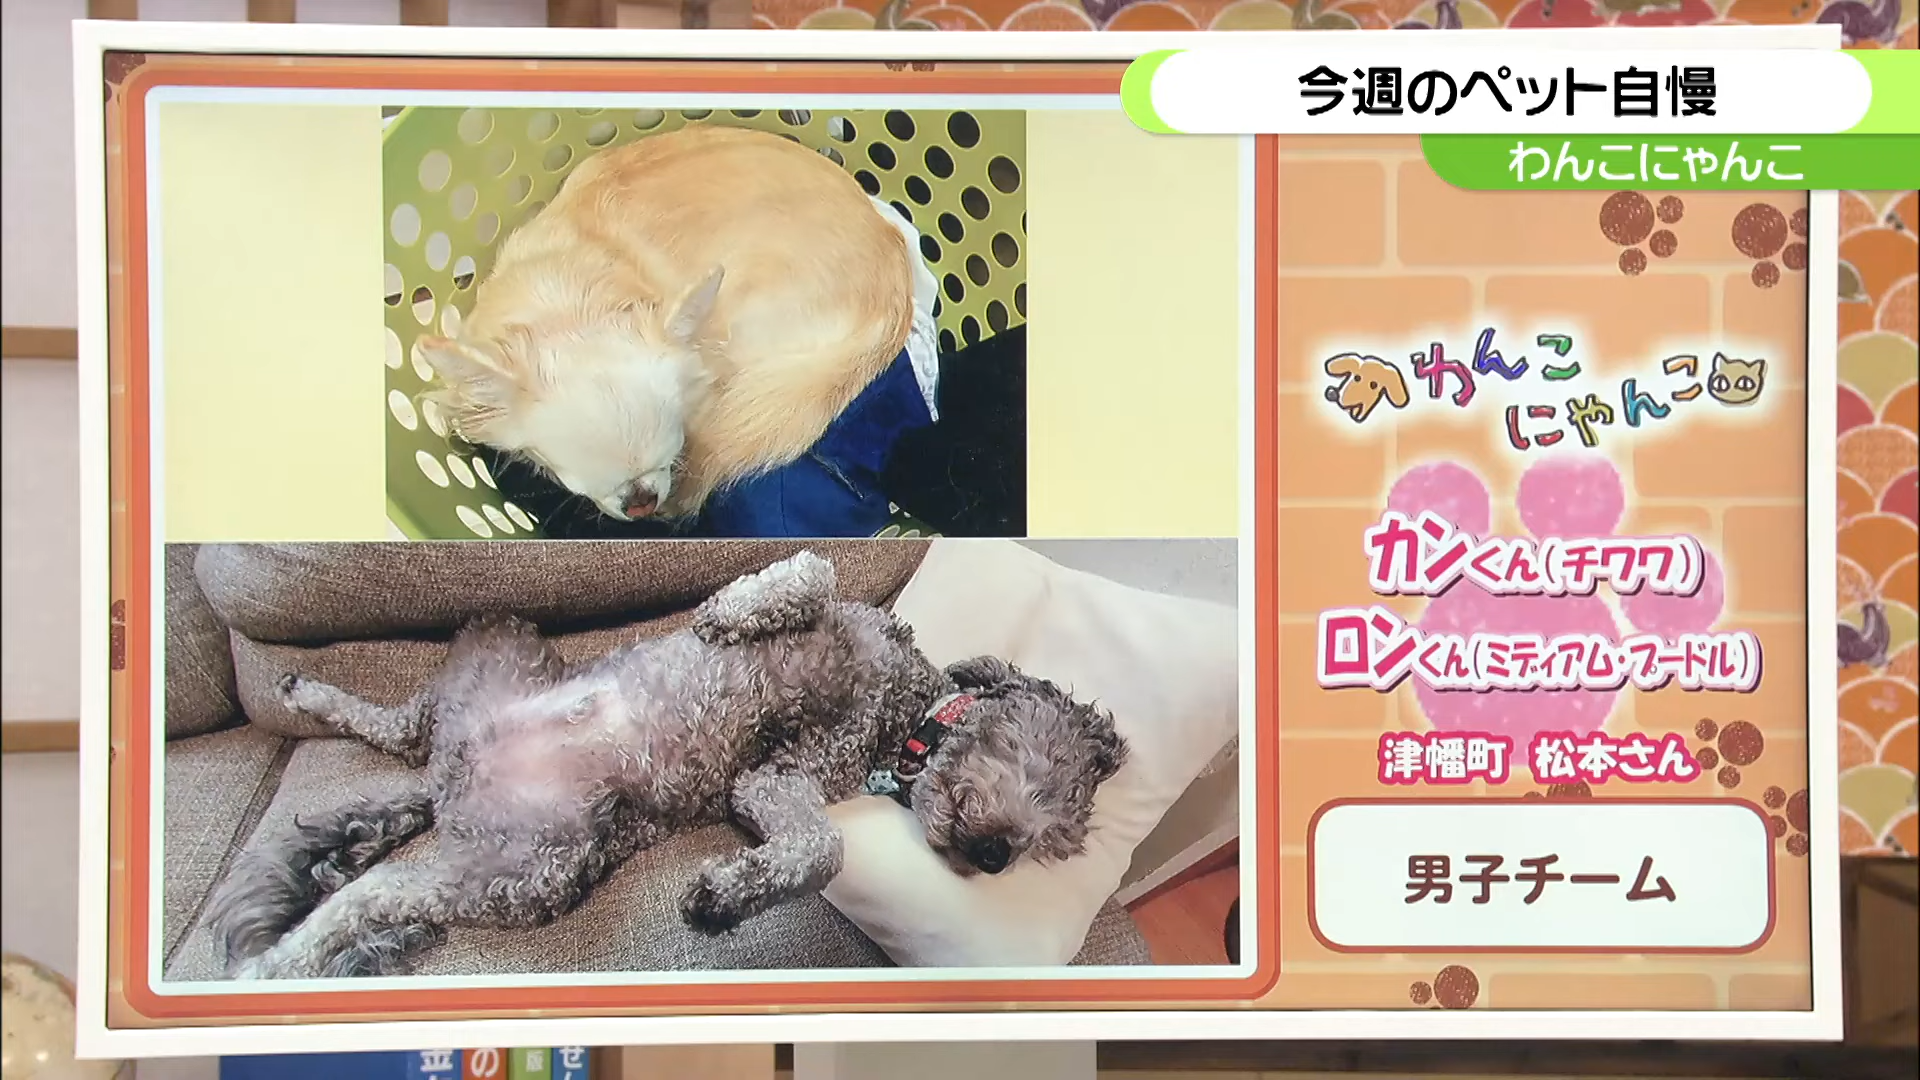 今週のペット自慢
わんこにゃんこ
わんこ
にゃんこ
カンくん(チワワ)
ロンくん(ミディアム・プードル)
津幡町 松本さん
男子チーム
の
版